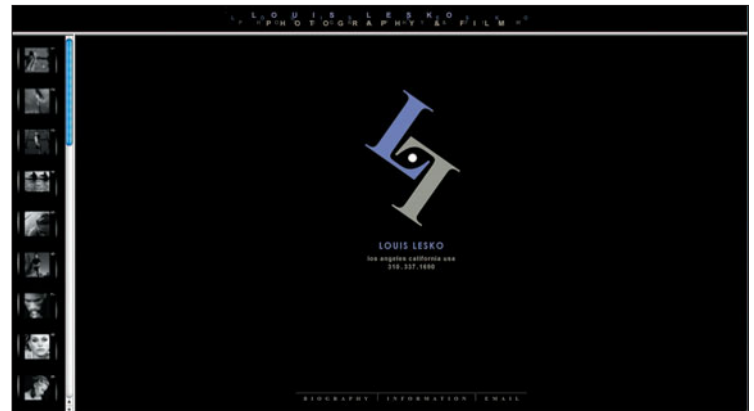 LOUIS LESKO
PHOTOGRAPHY & FILM
LOUIS LESKO
los angeles california usa
310.337.1690
BIOGRAPHY | INFORMATION | EMAIL